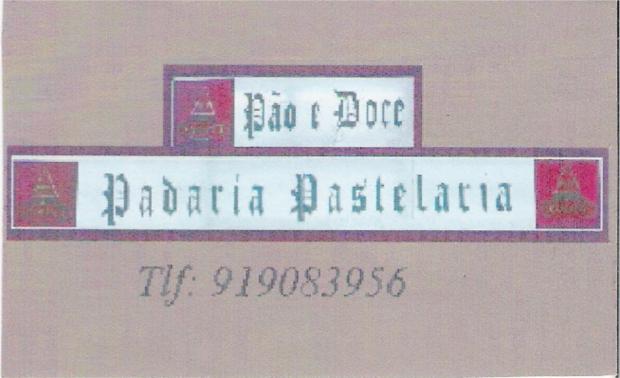 Pão e Doce
Padaria Pastelaria
Tlf: 919083956